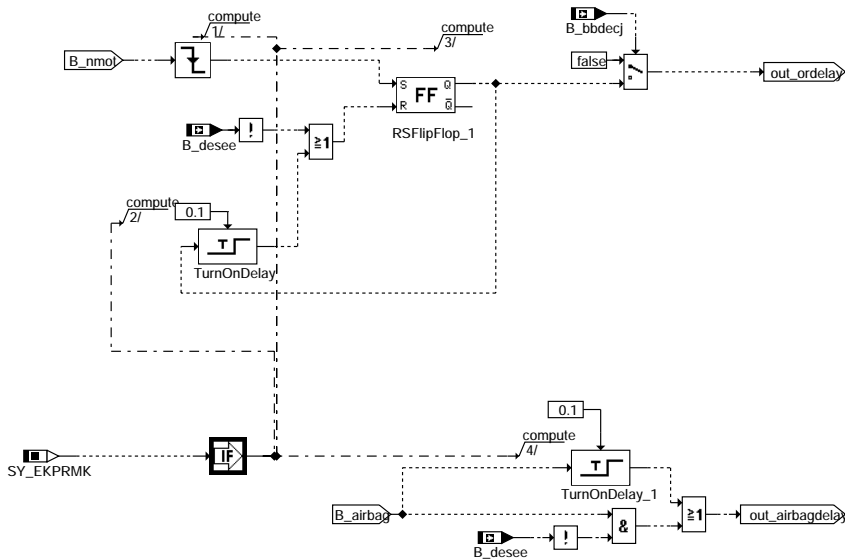 compute
1/
B_nmot
compute
3/
B_bbdecj
false
out_ordelay
S Q
FF
R Q̅
RSFlipFlop_1
B_desee
!
≥1
compute
2/
0.1
T
TurnOnDelay
SY_EKPRMK
IF
0.1
compute
4/
T
TurnOnDelay_1
B_airbag
&
≥1
out_airbagdelay
B_desee
!